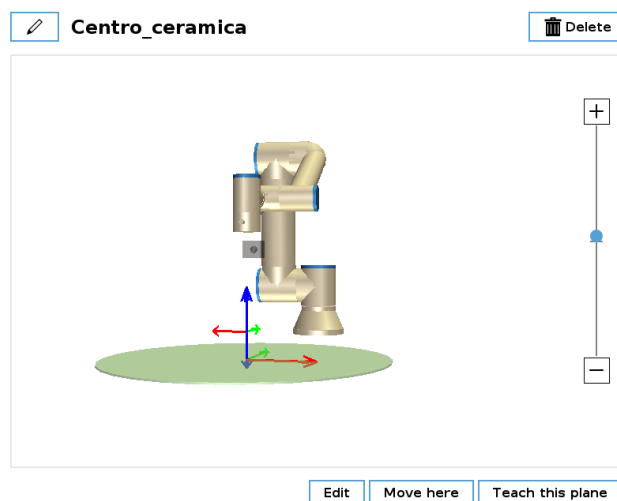 Centro_ceramica
Delete
+
−
Edit
Move here
Teach this plane